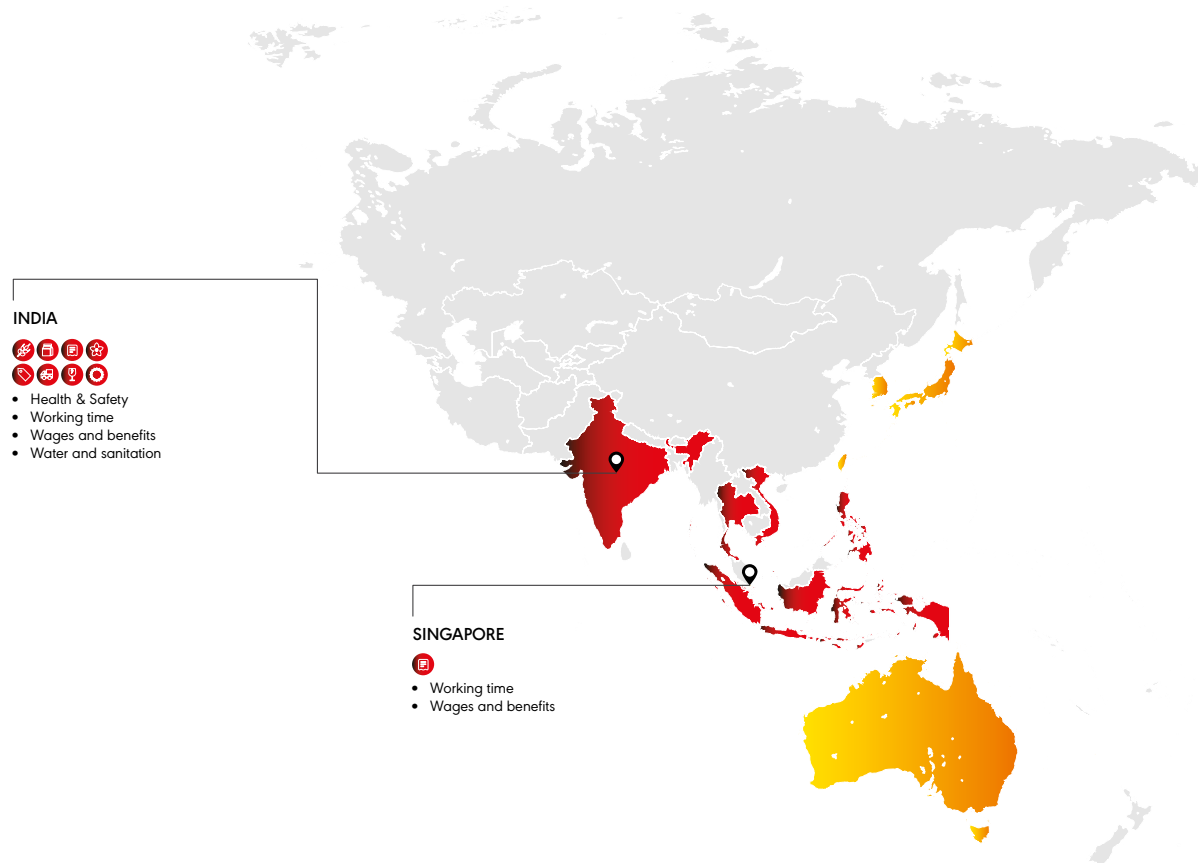 INDIA
• Health & Safety
• Working time
• Wages and benefits
• Water and sanitation
SINGAPORE
• Working time
• Wages and benefits